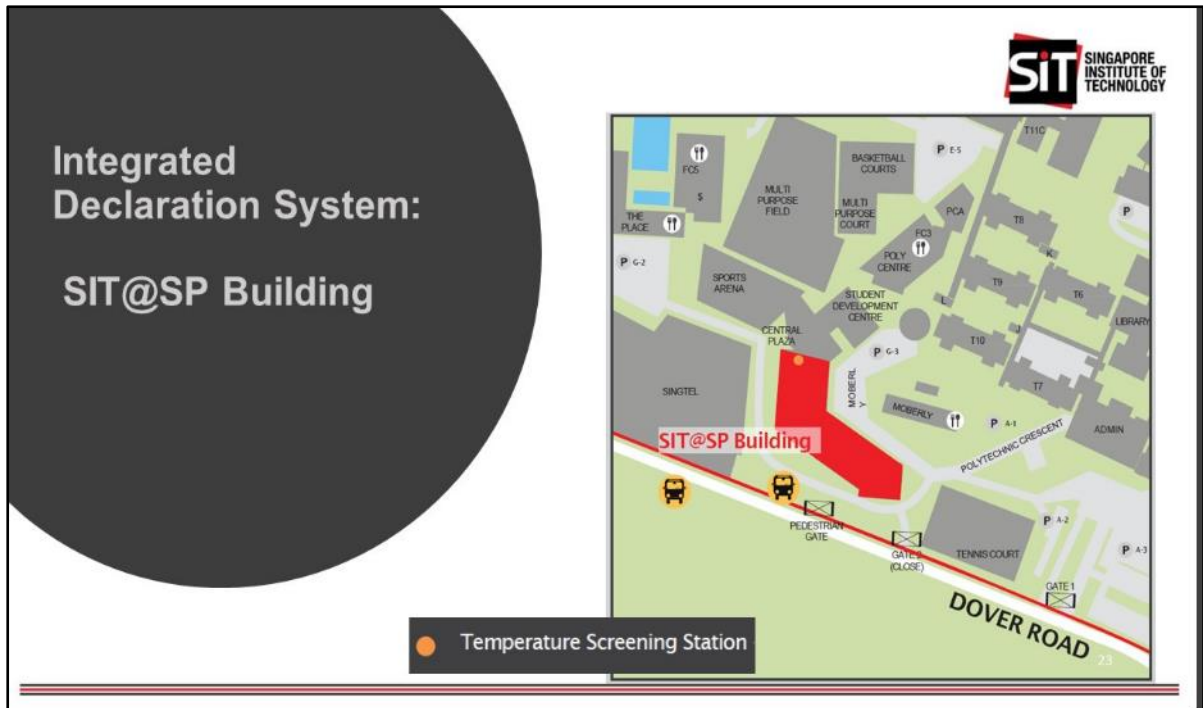 SiT
SINGAPORE
INSTITUTE OF
TECHNOLOGY
Integrated
Declaration System:
SIT@SP Building
T11C
P E-5
BASKETBALL
COURTS
FC5
S
MULTI
PURPOSE
FIELD
MULTI
PURPOSE
COURT
PCA
T8
P
THE
PLACE
FC3
POLY
CENTRE
K
P G-2
SPORTS
ARENA
T9
T6
STUDENT
DEVELOPMENT
CENTRE
L
LIBRARY
CENTRAL
PLAZA
J
T10
P G-3
SINGTEL
T7
MOBERL
Y
MOBERLY
P A-1
ADMIN
SIT@SP Building
POLYTECHNIC CRESCENT
PEDESTRIAN
GATE
P A-2
GATE 2
(CLOSE)
TENNIS COURT
P A-3
GATE 1
DOVER ROAD
Temperature Screening Station
23